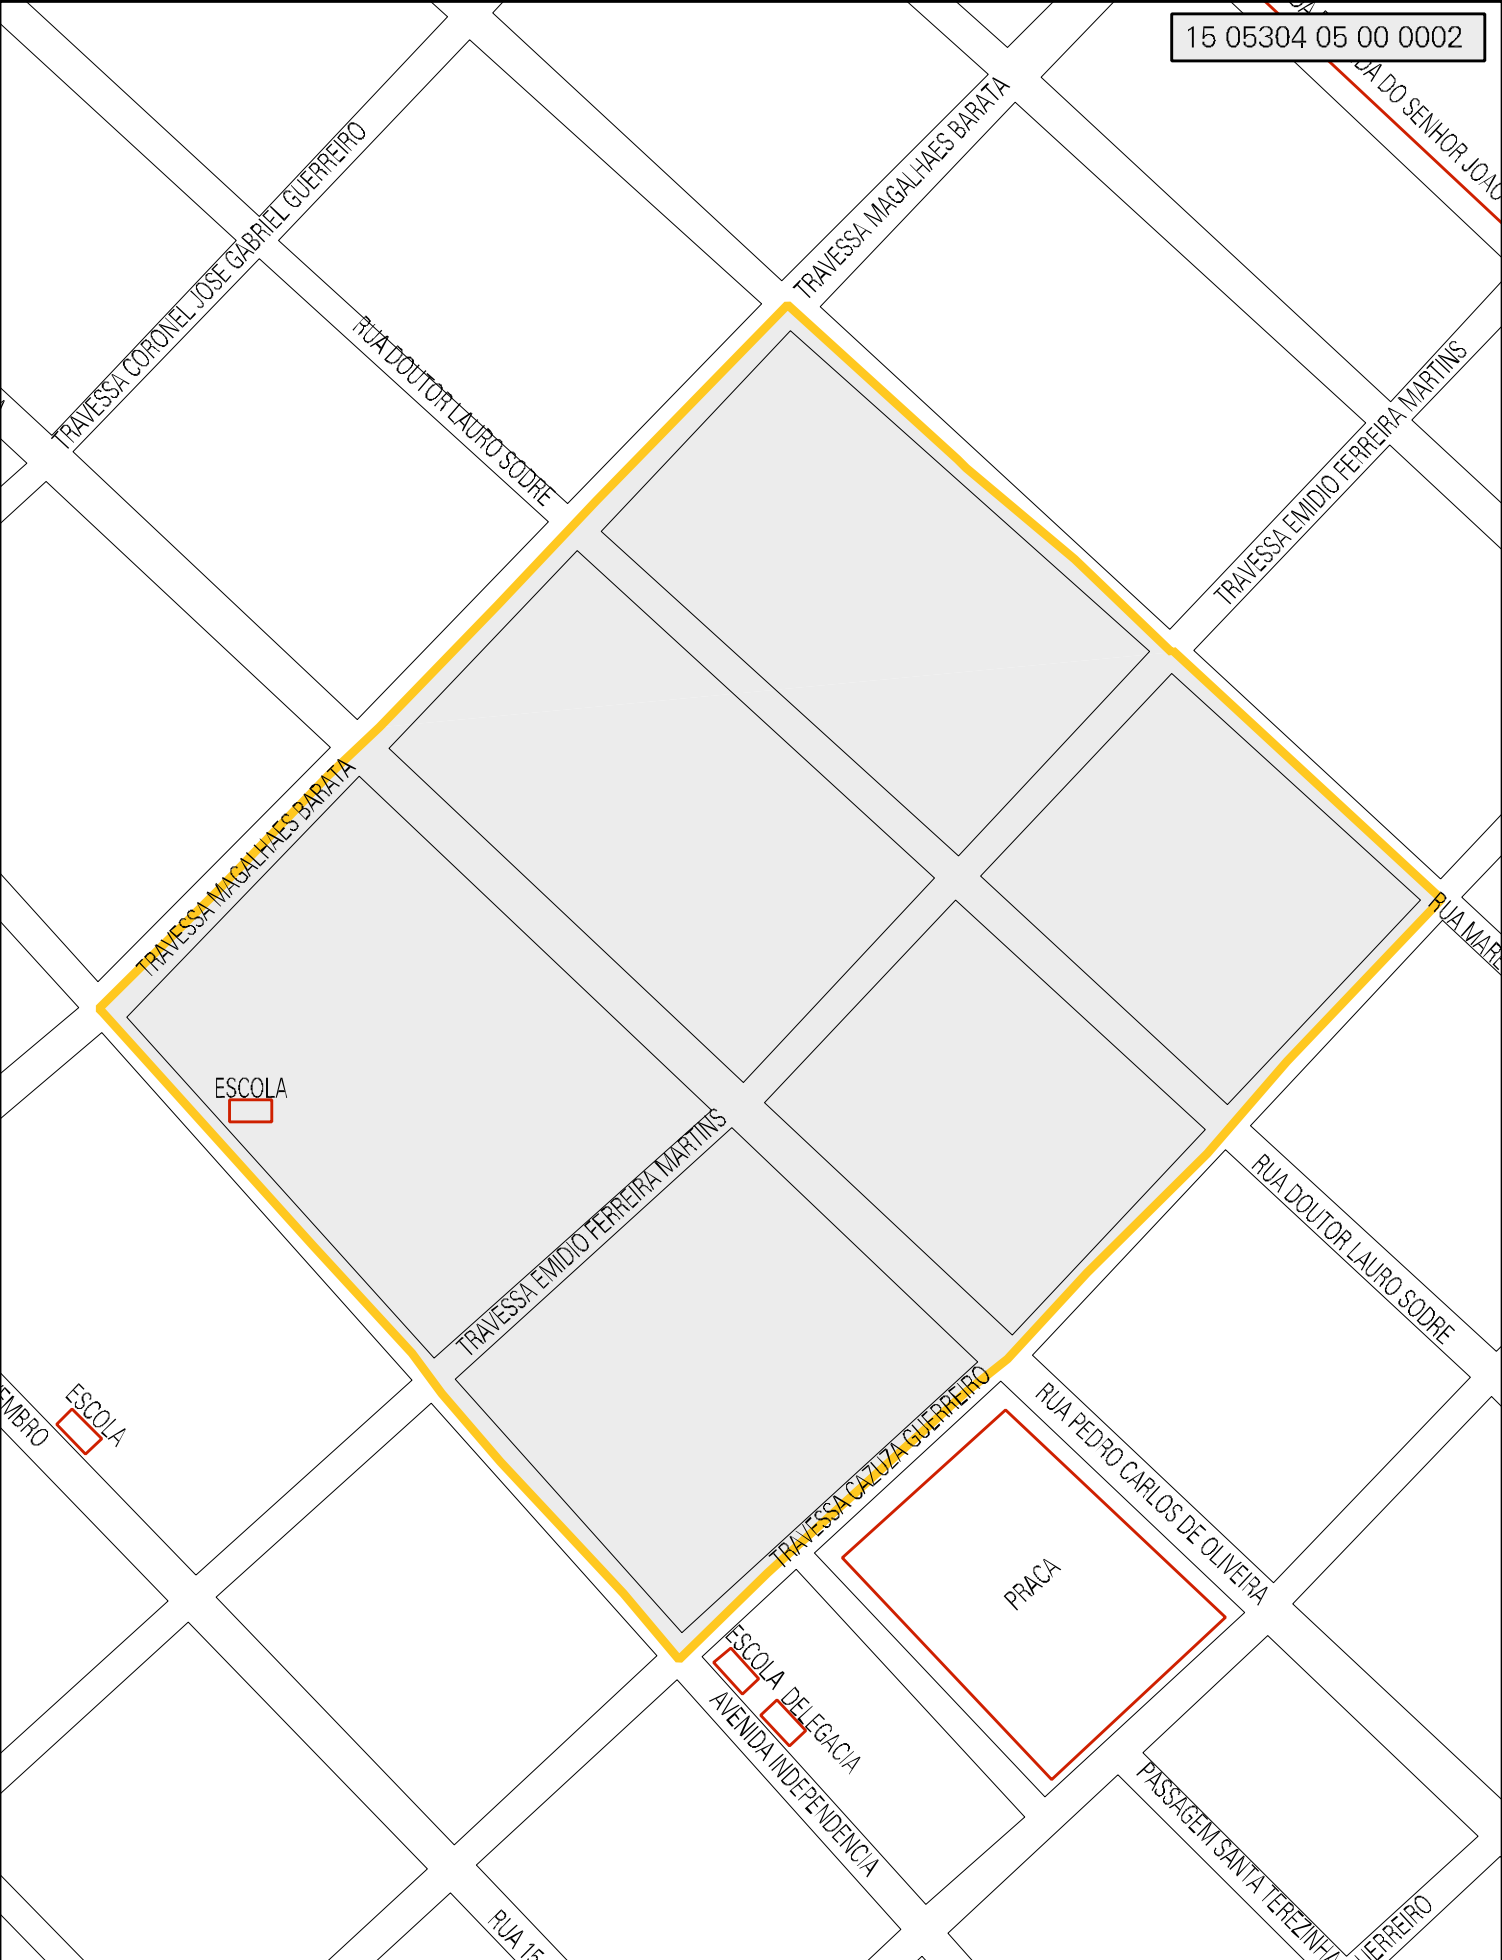 15 05304 05 00 0002
DA DO SENHOR JOAO
TRAVESSA MAGALHAES BARATA
TRAVESSA CORONEL JOSE GABRIEL GUERREIRO
RUA DOUTOR LAURO SODRE
TRAVESSA EMIDIO FERREIRA MARTINS
TRAVESSA MAGALHAES BARATA
RUA MARE
ESCOLA
TRAVESSA EMIDIO FERREIRA MARTINS
RUA DOUTOR LAURO SODRE
ESCOLA
EMBRO
TRAVESSA CAZUZA GUERREIRO
RUA PEDRO CARLOS DE OLIVEIRA
PRACA
ESCOLA
DELEGACIA
AVENIDA INDEPENDENCIA
PASSAGEM SANTA TEREZINHA
UERREIRO
RUA 15